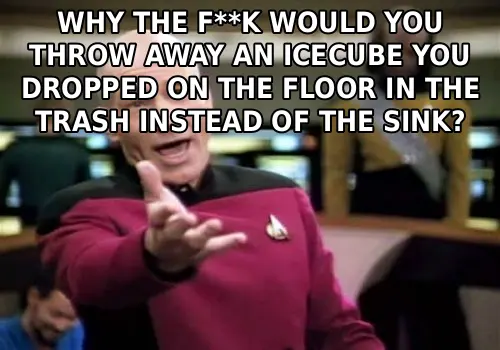 WHY THE F**K WOULD YOU
THROW AWAY AN ICECUBE YOU
DROPPED ON THE FLOOR IN THE
TRASH INSTEAD OF THE SINK?